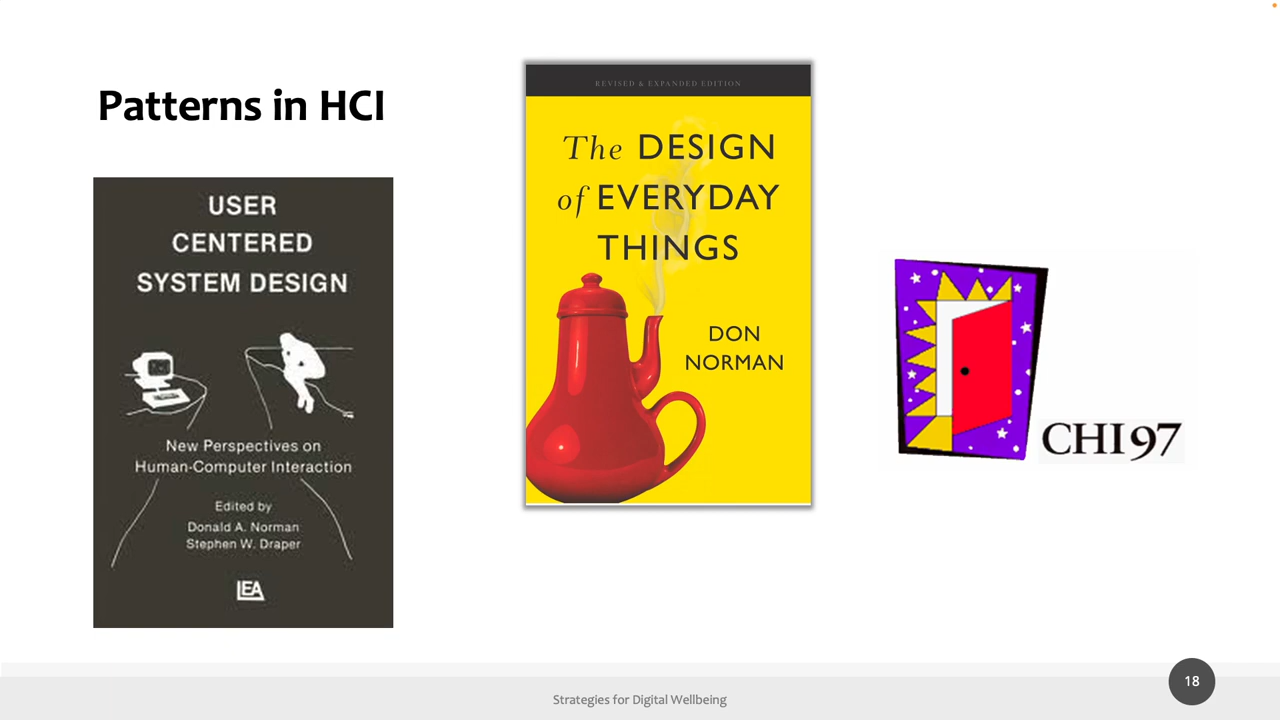 Patterns in HCI
USER
CENTERED
SYSTEM DESIGN
New Perspectives on
Human-Computer Interaction
Edited by
Donald A. Norman
Stephen W. Draper
LEA
REVISED & EXPANDED EDITION
The DESIGN
of EVERYDAY
THINGS
DON
NORMAN
CHI 97
Strategies for Digital Wellbeing
18